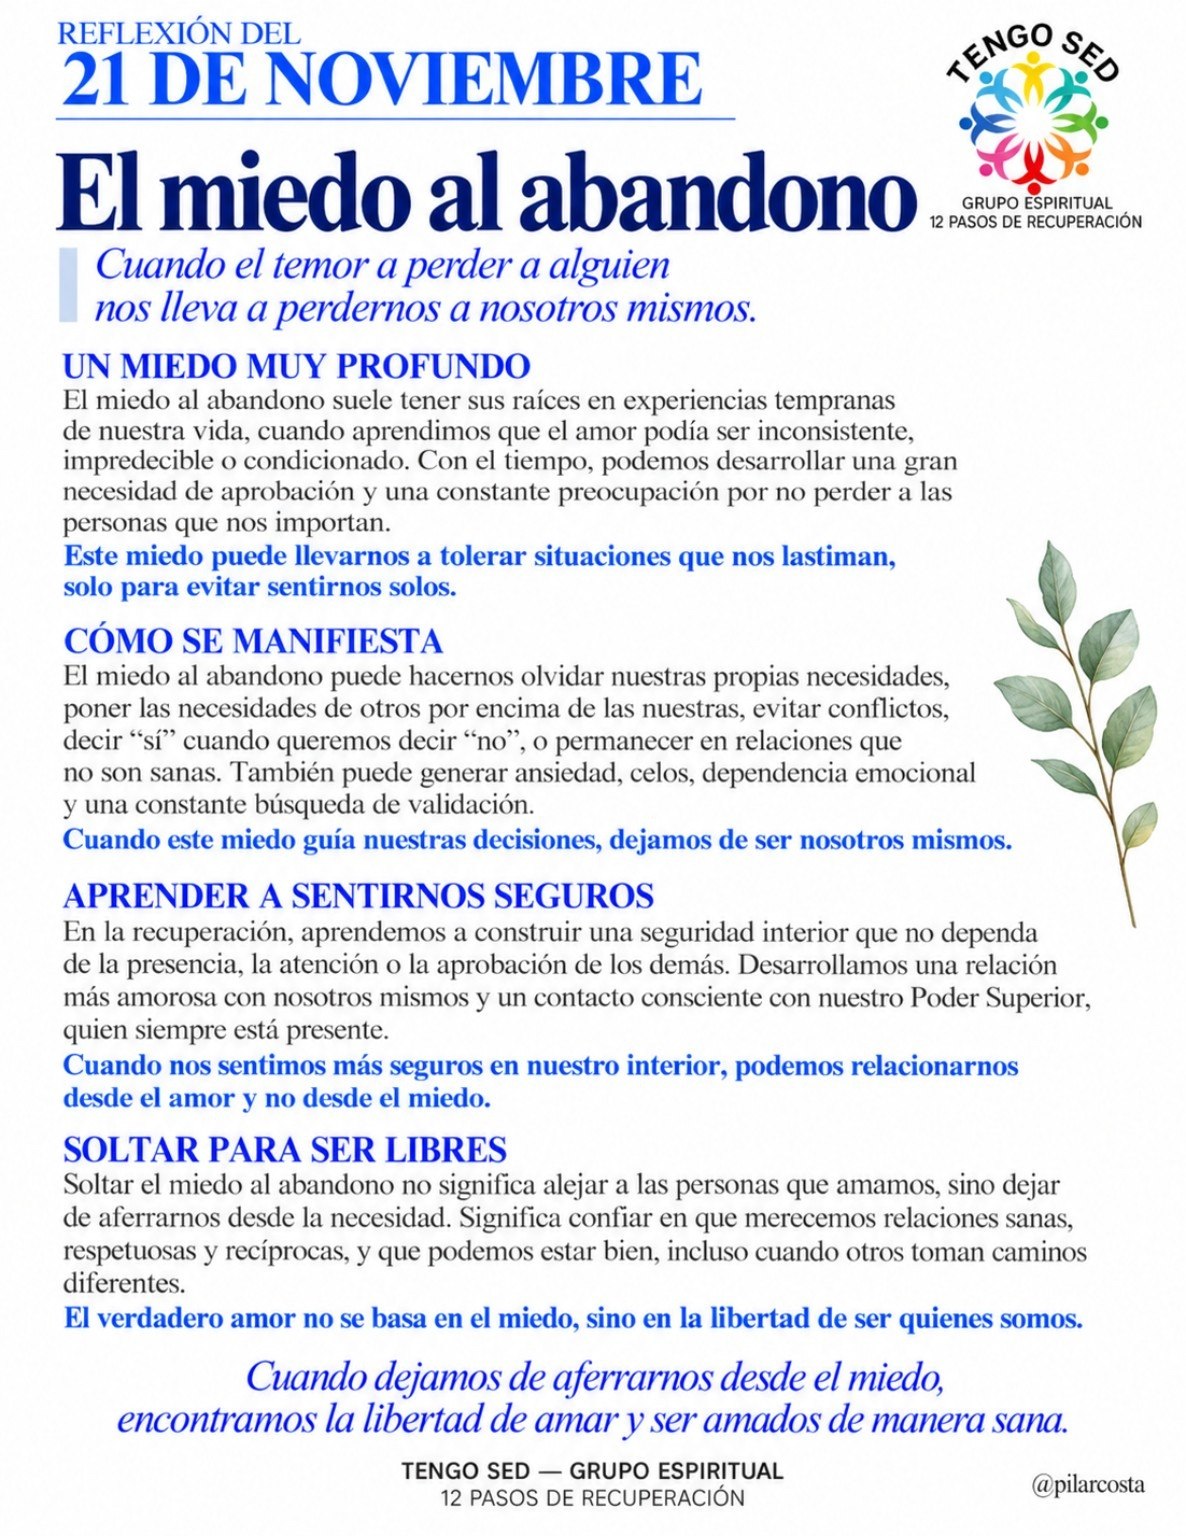 REFLEXIÓN DEL
21 DE NOVIEMBRE
TENGO SED
GRUPO ESPIRITUAL
12 PASOS DE RECUPERACIÓN
El miedo al abandono
Cuando el temor a perder a alguien
nos lleva a perdernos a nosotros mismos.
UN MIEDO MUY PROFUNDO
El miedo al abandono suele tener sus raíces en experiencias tempranas
de nuestra vida, cuando aprendimos que el amor podía ser inconsistente,
impredecible o condicionado. Con el tiempo, podemos desarrollar una gran
necesidad de aprobación y una constante preocupación por no perder a las
personas que nos importan.
Este miedo puede llevarnos a tolerar situaciones que nos lastiman,
solo para evitar sentirnos solos.
CÓMO SE MANIFIESTA
El miedo al abandono puede hacernos olvidar nuestras propias necesidades,
poner las necesidades de otros por encima de las nuestras, evitar conflictos,
decir “sí” cuando queremos decir “no”, o permanecer en relaciones que
no son sanas. También puede generar ansiedad, celos, dependencia emocional
y una constante búsqueda de validación.
Cuando este miedo guía nuestras decisiones, dejamos de ser nosotros mismos.
APRENDER A SENTIRNOS SEGUROS
En la recuperación, aprendemos a construir una seguridad interior que no dependa
de la presencia, la atención o la aprobación de los demás. Desarrollamos una relación
más amorosa con nosotros mismos y un contacto consciente con nuestro Poder Superior,
quien siempre está presente.
Cuando nos sentimos más seguros en nuestro interior, podemos relacionarnos
desde el amor y no desde el miedo.
SOLTAR PARA SER LIBRES
Soltar el miedo al abandono no significa alejar a las personas que amamos, sino dejar
de aferrarnos desde la necesidad. Significa confiar en que merecemos relaciones sanas,
respetuosas y recíprocas, y que podemos estar bien, incluso cuando otros toman caminos
diferentes.
El verdadero amor no se basa en el miedo, sino en la libertad de ser quienes somos.
Cuando dejamos de aferrarnos desde el miedo,
encontramos la libertad de amar y ser amados de manera sana.
TENGO SED — GRUPO ESPIRITUAL
12 PASOS DE RECUPERACIÓN
@pilarcosta